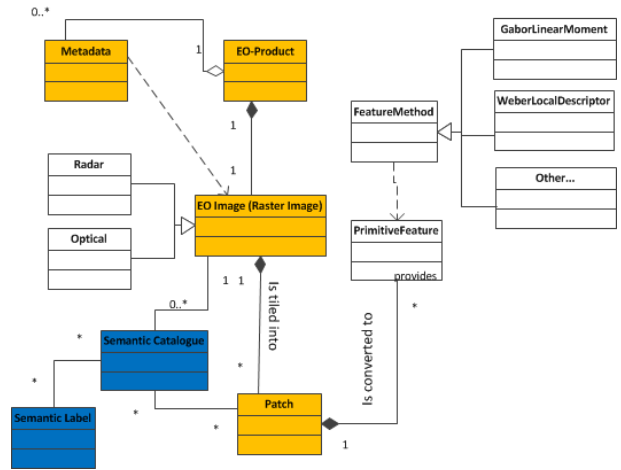 0..*
GaborLinearMoment
Metadata
EO-Product
1
1
FeatureMethod
WeberLocalDescriptor
Radar
1
Other...
EO Image (Raster Image)
Optical
PrimitiveFeature
provides
1 1
0..*
Is tiled into
*
Is converted to
*
Semantic Catalogue
*
*
Semantic Label
*
*
Patch
1